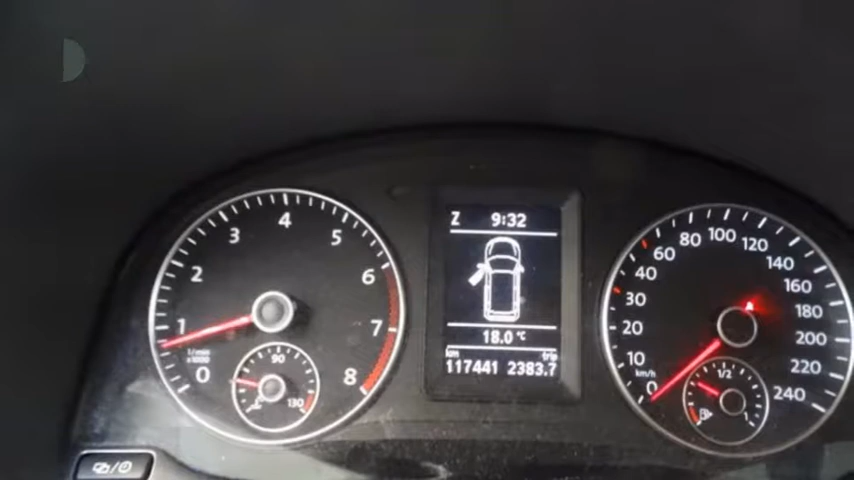 1/min
x1000
0 1 2 3 4 5 6 7 8
90
130
Z 9:32
18.0 °C
km trip
117441 2383.7
0 10 20 30 40 60 80 100 120 140 160 180 200 220 240
km/h
1/2
1